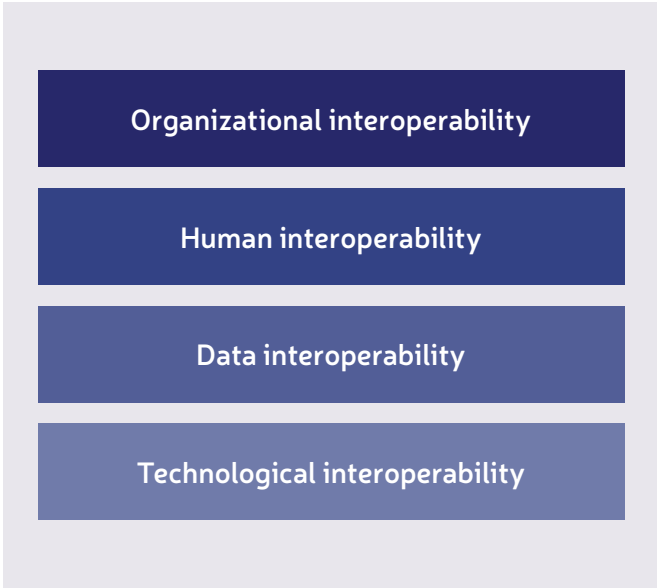 Organizational interoperability
Human interoperability
Data interoperability
Technological interoperability